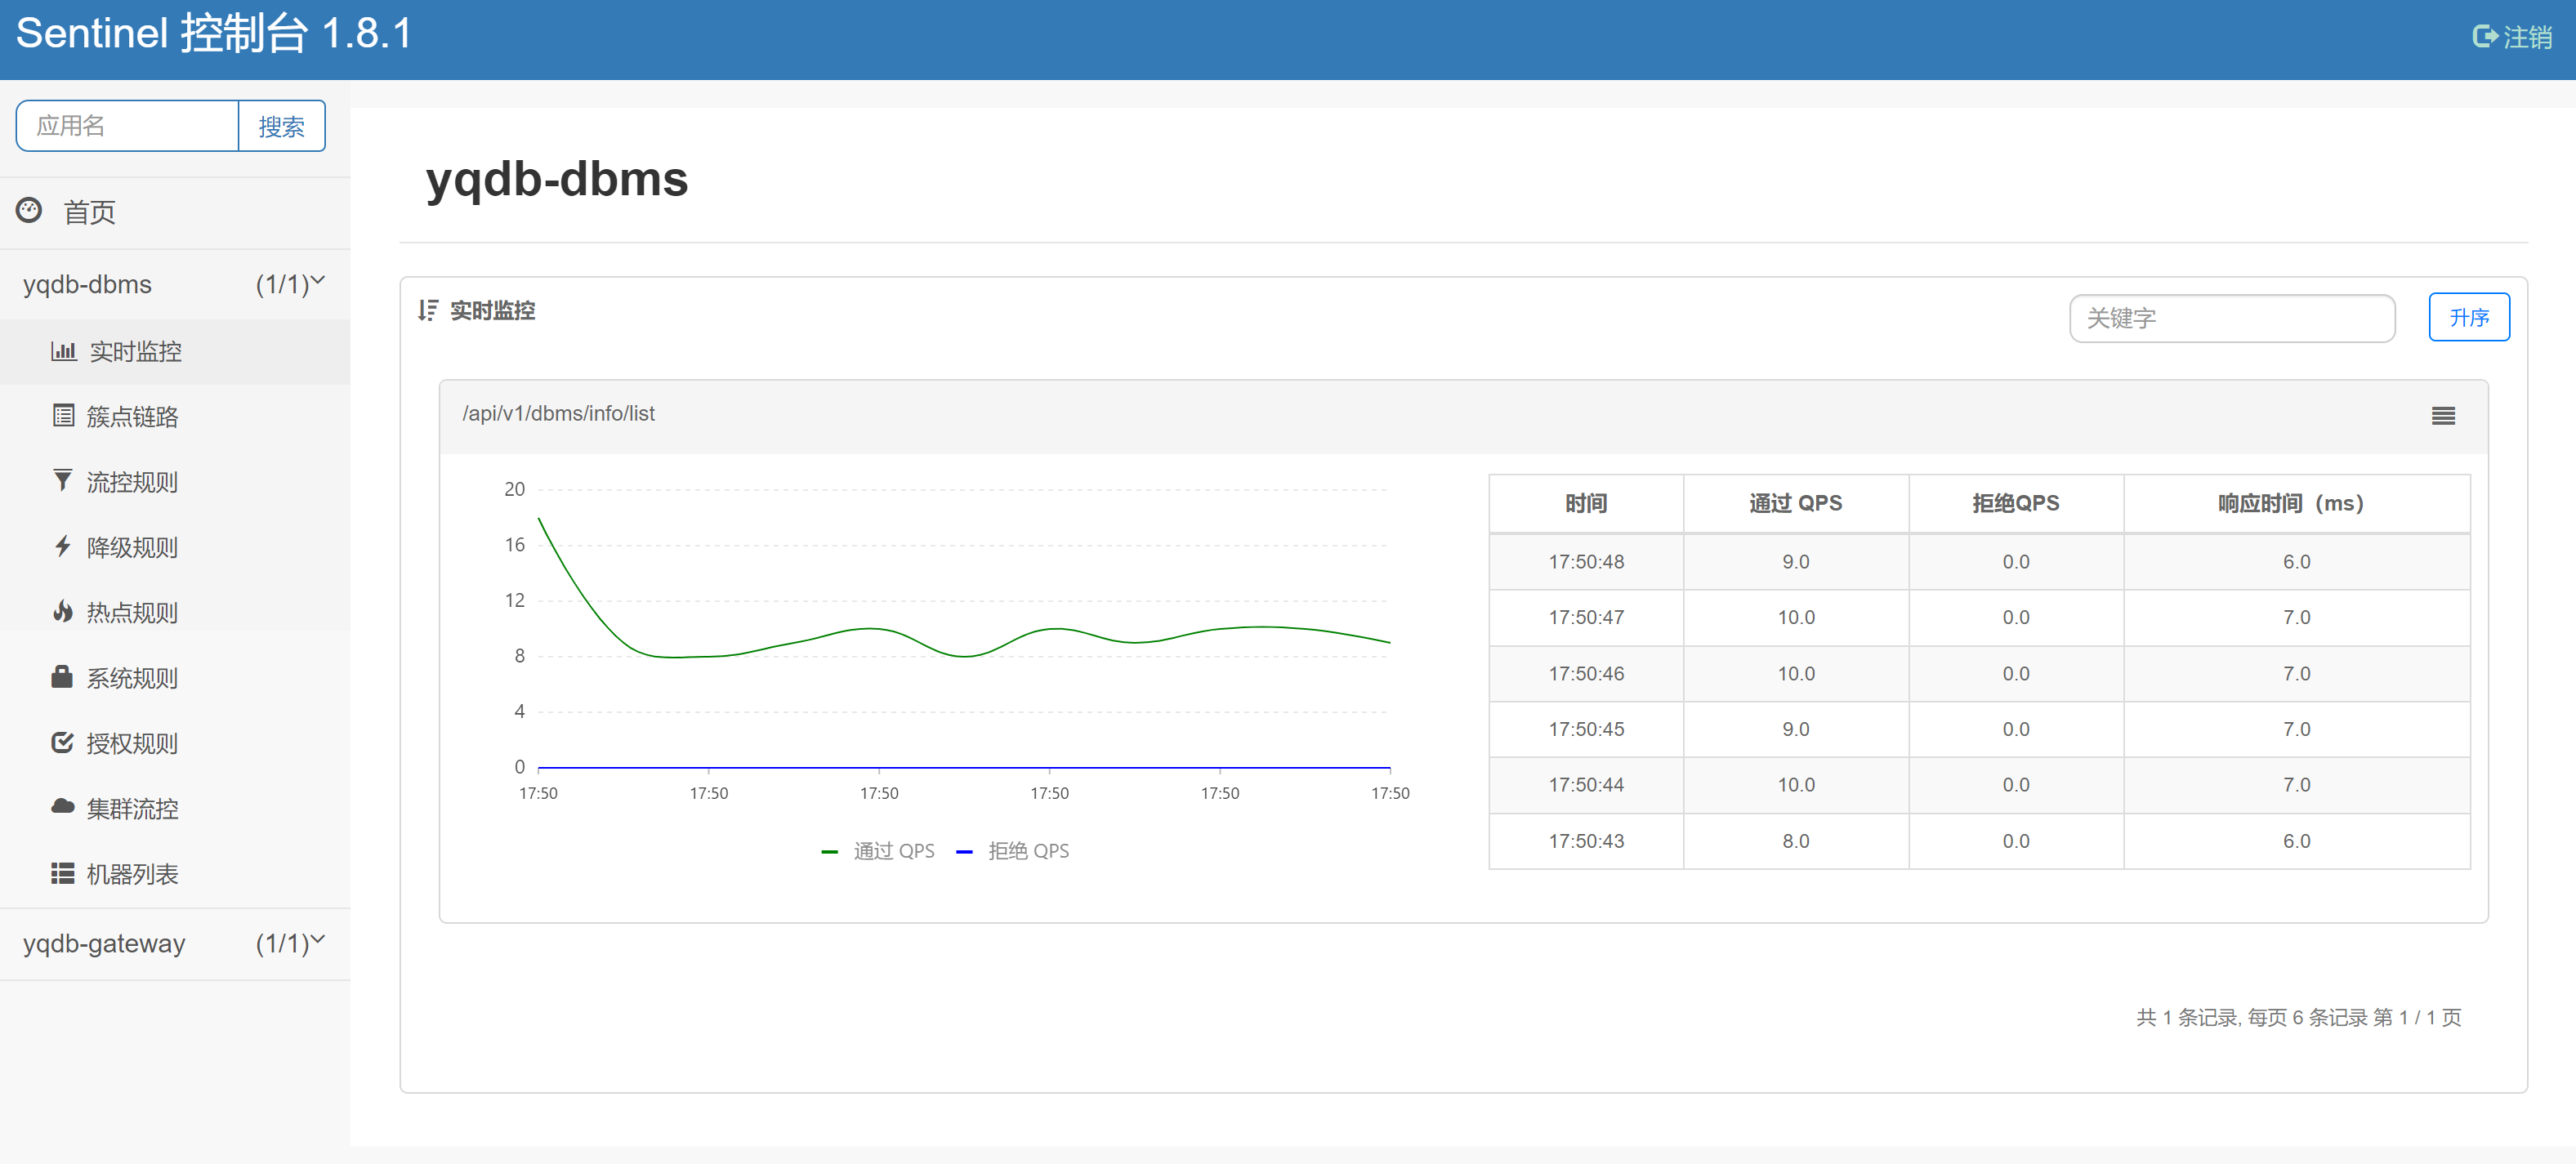 Sentinel 控制台 1.8.1
注销
应用名
搜索
首页
yqdb-dbms (1/1)
实时监控
簇点链路
流控规则
降级规则
热点规则
系统规则
授权规则
集群流控
机器列表
yqdb-gateway (1/1)
yqdb-dbms
实时监控
关键字
升序
/api/v1/dbms/info/list
20
16
12
8
4
0
17:50 17:50 17:50 17:50 17:50 17:50
通过 QPS 拒绝 QPS
时间 通过 QPS 拒绝QPS 响应时间（ms）
17:50:48 9.0 0.0 6.0
17:50:47 10.0 0.0 7.0
17:50:46 10.0 0.0 7.0
17:50:45 9.0 0.0 7.0
17:50:44 10.0 0.0 7.0
17:50:43 8.0 0.0 6.0
共 1 条记录, 每页 6 条记录 第 1 / 1 页